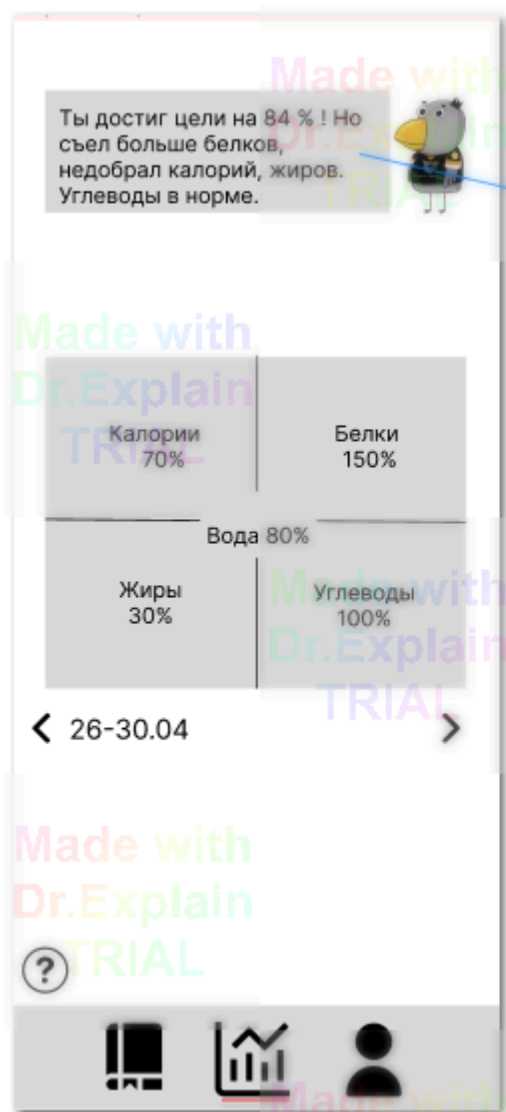 Ты достиг цели на 84 % ! Но
съел больше белков,
недобрал калорий, жиров.
Углеводы в норме.
Калории
70%
Белки
150%
Вода 80%
Жиры
30%
Углеводы
100%
26-30.04
?
Made with
Dr.Explain
TRIAL
Made with
Dr.Explain
TRIAL
Made with
Dr.Explain
TRIAL
Made with
Dr.Explain
TRIAL
Made with